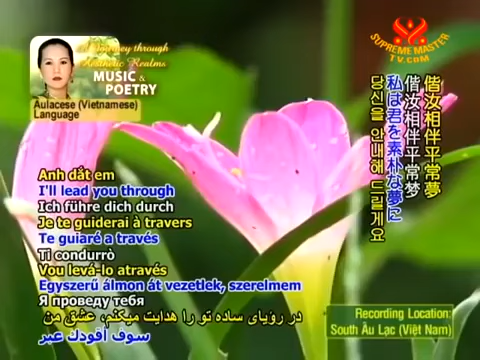 A Journey through
Aesthetic Realms
MUSIC &
POETRY
Aulacese (Vietnamese)
Language
SUPREME MASTER
TV.COM
偕汝相伴平常夢
偕汝相伴平常梦
私は君を素朴な夢に
당신을 안내해 드릴게요
Anh dắt em
I'll lead you through
Ich führe dich durch
Je te guiderai à travers
Te guiaré a través
Ti condurrò
Vou levá-lo através
Egyszerű álmon át vezetlek, szerelmem
Я проведу тебя
در رؤیای ساده تو را هدایت میکنم، عشق من
سوف أقودك عبر
Recording Location:
South Âu Lạc (Việt Nam)